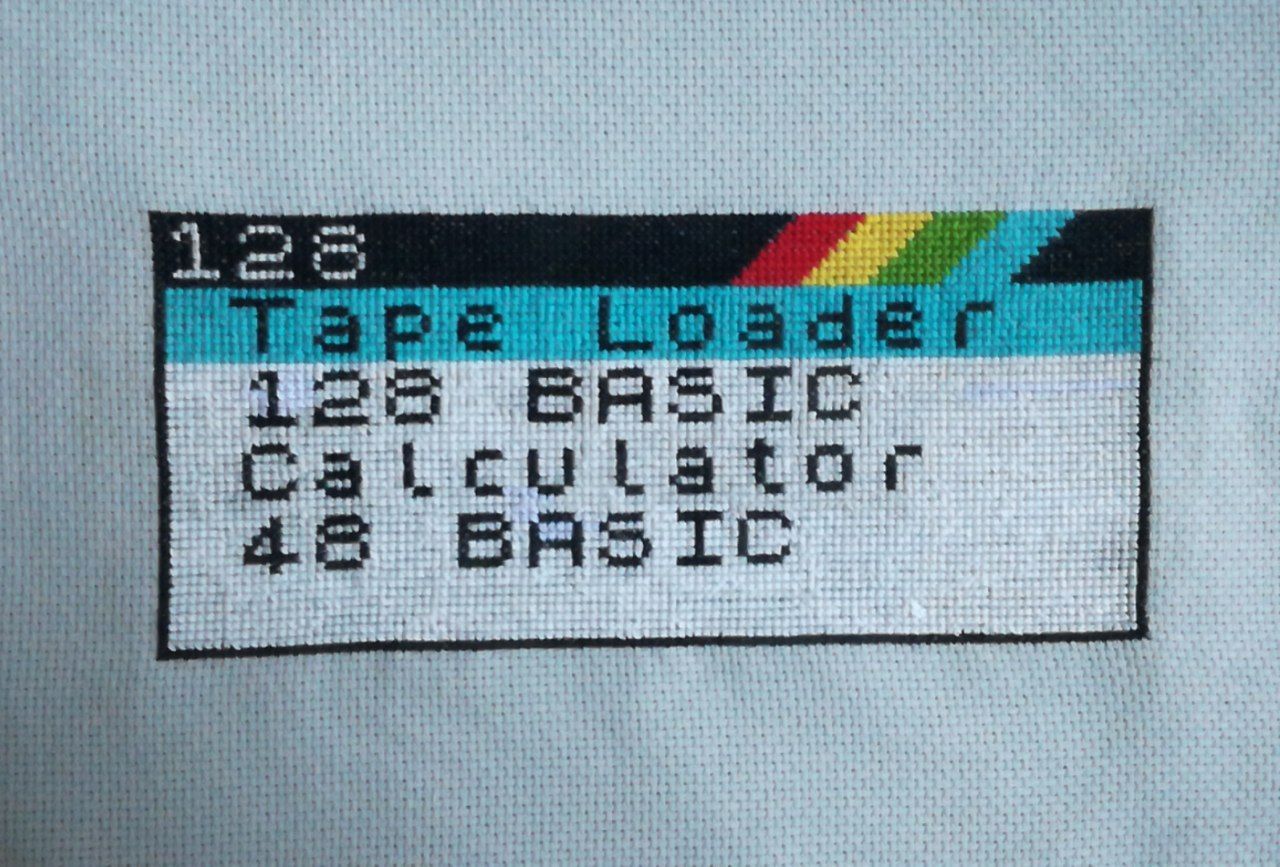 128
Tape Loader
128 BASIC
Calculator
48 BASIC